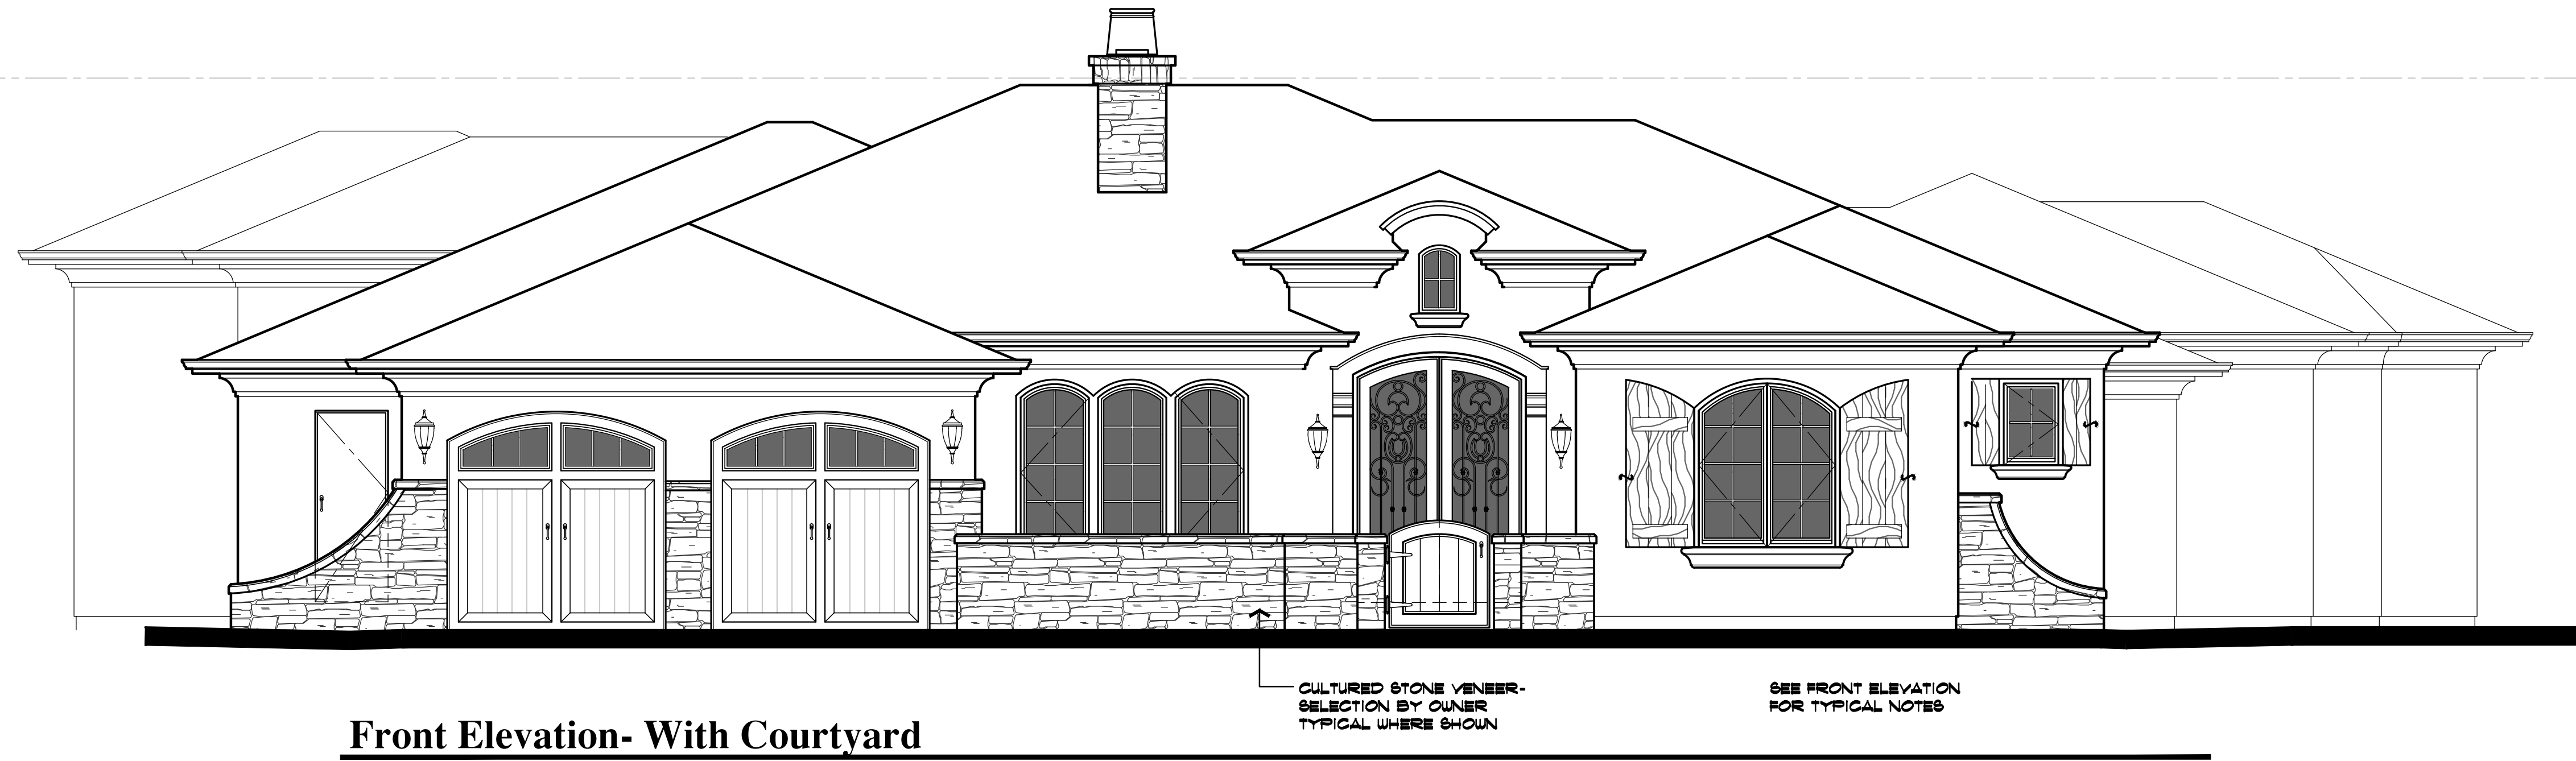 CULTURED STONE VENEER-
SELECTION BY OWNER
TYPICAL WHERE SHOWN
SEE FRONT ELEVATION
FOR TYPICAL NOTES
Front Elevation- With Courtyard